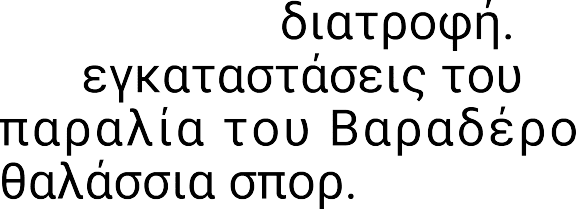 διατροφή.
εγκαταστάσεις του
παραλία του Βαραδέρο
θαλάσσια σπορ.